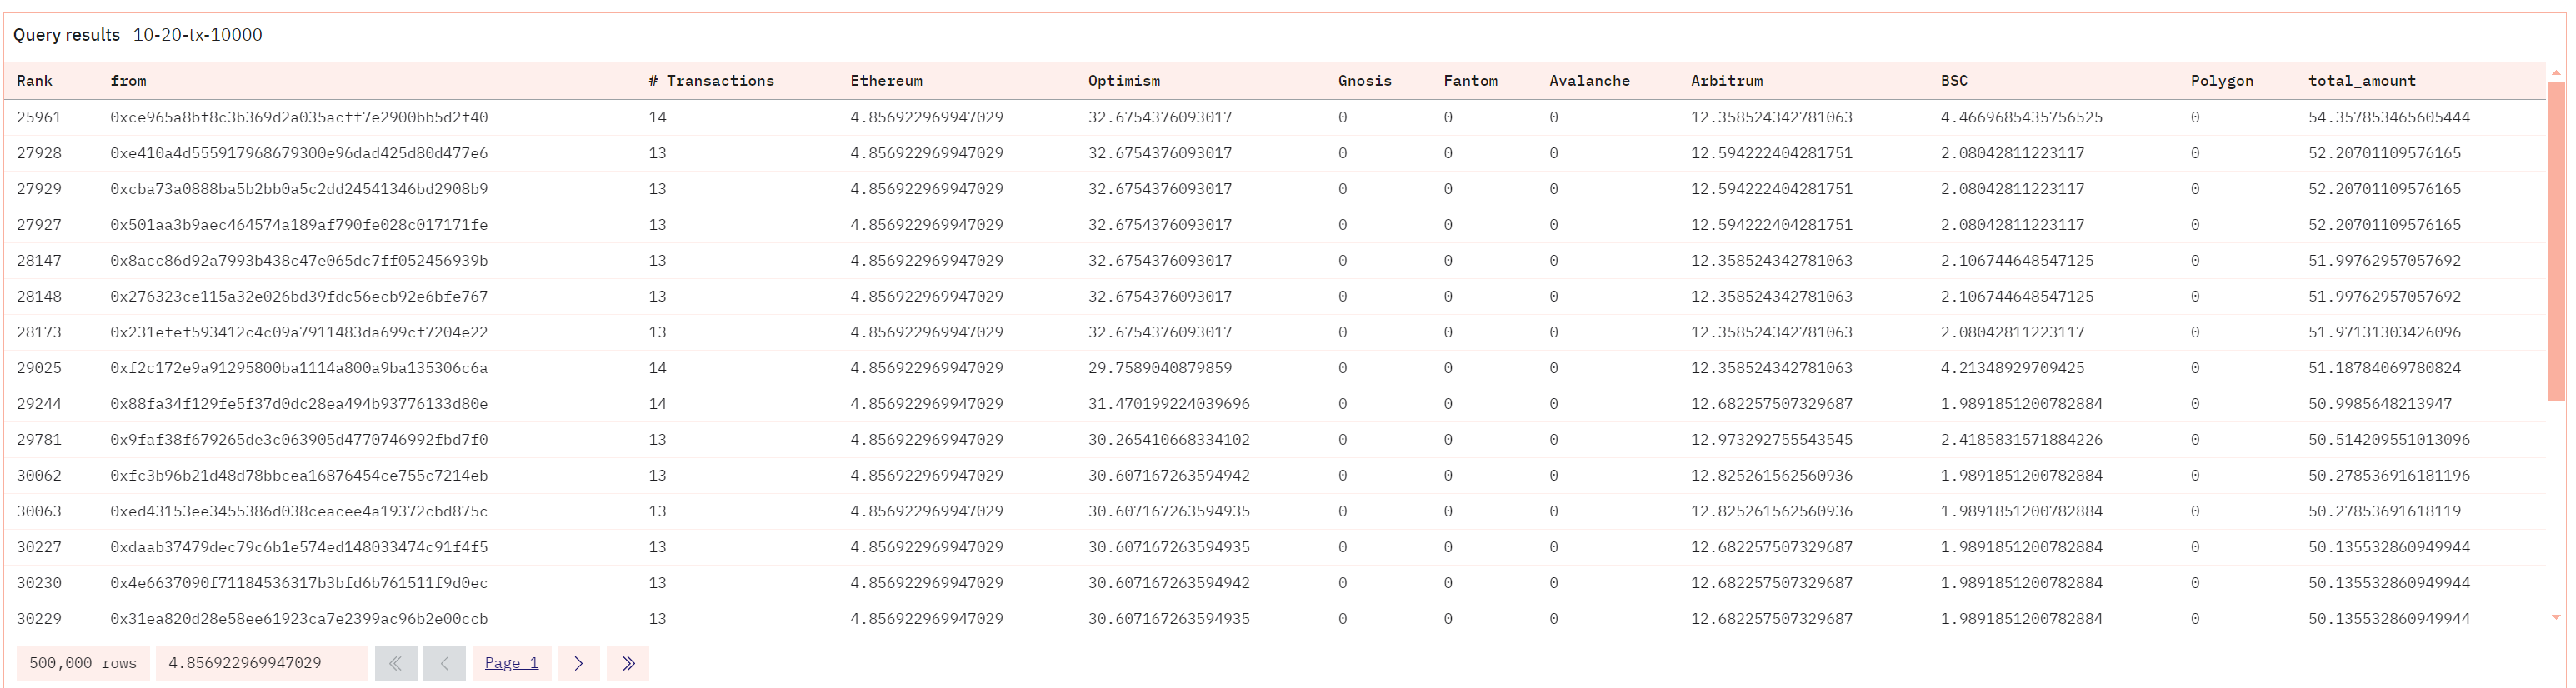 Query results 10-20-tx-10000
Rank from # Transactions Ethereum Optimism Gnosis Fantom Avalanche Arbitrum BSC Polygon total_amount
25961 0xce965a8bf8c3b369d2a035acff7e2900bb5d2f40 14 4.856922969947029 32.6754376093017 0 0 0 12.358524342781063 4.4669685435756525 0 54.357853465605444
27928 0xe410a4d555917968679300e96dad425d80d477e6 13 4.856922969947029 32.6754376093017 0 0 0 12.594222404281751 2.08042811223117 0 52.20701109576165
27929 0xcba73a0888ba5b2bb0a5c2dd24541346bd2908b9 13 4.856922969947029 32.6754376093017 0 0 0 12.594222404281751 2.08042811223117 0 52.20701109576165
27927 0x501aa3b9aec464574a189af790fe028c017171fe 13 4.856922969947029 32.6754376093017 0 0 0 12.594222404281751 2.08042811223117 0 52.20701109576165
28147 0x8acc86d92a7993b438c47e065dc7ff052456939b 13 4.856922969947029 32.6754376093017 0 0 0 12.358524342781063 2.106744648547125 0 51.99762957057692
28148 0x276323ce115a32e026bd39fdc56ecb92e6bfe767 13 4.856922969947029 32.6754376093017 0 0 0 12.358524342781063 2.106744648547125 0 51.99762957057692
28173 0x231efef593412c4c09a7911483da699cf7204e22 13 4.856922969947029 32.6754376093017 0 0 0 12.358524342781063 2.08042811223117 0 51.97131303426096
29025 0xf2c172e9a91295800ba1114a800a9ba135306c6a 14 4.856922969947029 29.7589040879859 0 0 0 12.358524342781063 4.21348929709425 0 51.18784069780824
29244 0x88fa34f129fe5f37d0dc28ea494b93776133d80e 14 4.856922969947029 31.470199224039696 0 0 0 12.682257507329687 1.9891851200782884 0 50.9985648213947
29781 0x9faf38f679265de3c063905d4770746992fbd7f0 13 4.856922969947029 30.265410668334102 0 0 0 12.973292755543545 2.4185831571884226 0 50.514209551013096
30062 0xfc3b96b21d48d78bbcea16876454ce755c7214eb 13 4.856922969947029 30.607167263594942 0 0 0 12.825261562560936 1.9891851200782884 0 50.278536916181196
30063 0xed43153ee3455386d038ceacee4a19372cbd875c 13 4.856922969947029 30.607167263594935 0 0 0 12.825261562560936 1.9891851200782884 0 50.27853691618119
30227 0xdaab37479dec79c6b1e574ed148033474c91f4f5 13 4.856922969947029 30.607167263594935 0 0 0 12.682257507329687 1.9891851200782884 0 50.135532860949944
30230 0x4e6637090f71184536317b3bfd6b761511f9d0ec 13 4.856922969947029 30.607167263594942 0 0 0 12.682257507329687 1.9891851200782884 0 50.135532860949944
30229 0x31ea820d28e58ee61923ca7e2399ac96b2e00ccb 13 4.856922969947029 30.607167263594935 0 0 0 12.682257507329687 1.9891851200782884 0 50.135532860949944
500,000 rows 4.856922969947029 Page 1